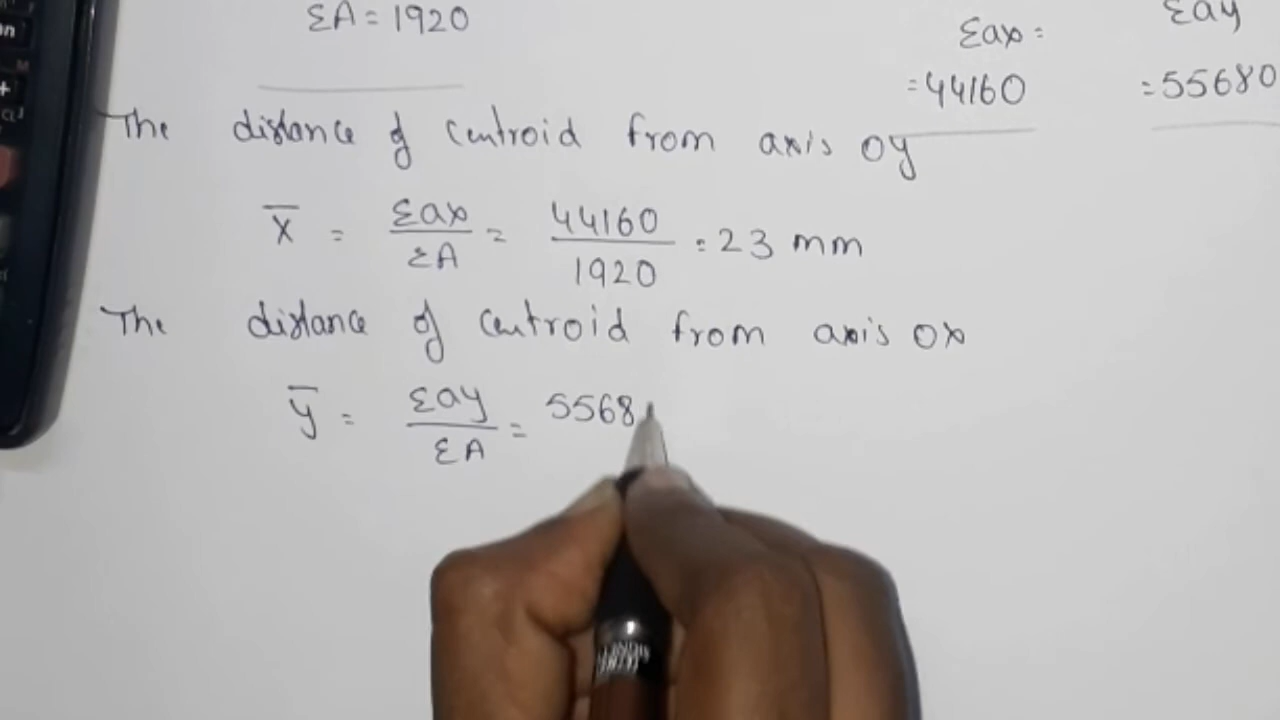 ΣA = 1920
Σax =
= 44160
Σay
= 55680
The distance of centroid from axis oy
x̅ = Σax/ΣA = 44160/1920 = 23 mm
The distance of centroid from axis ox
y̅ = Σay/ΣA = 5568